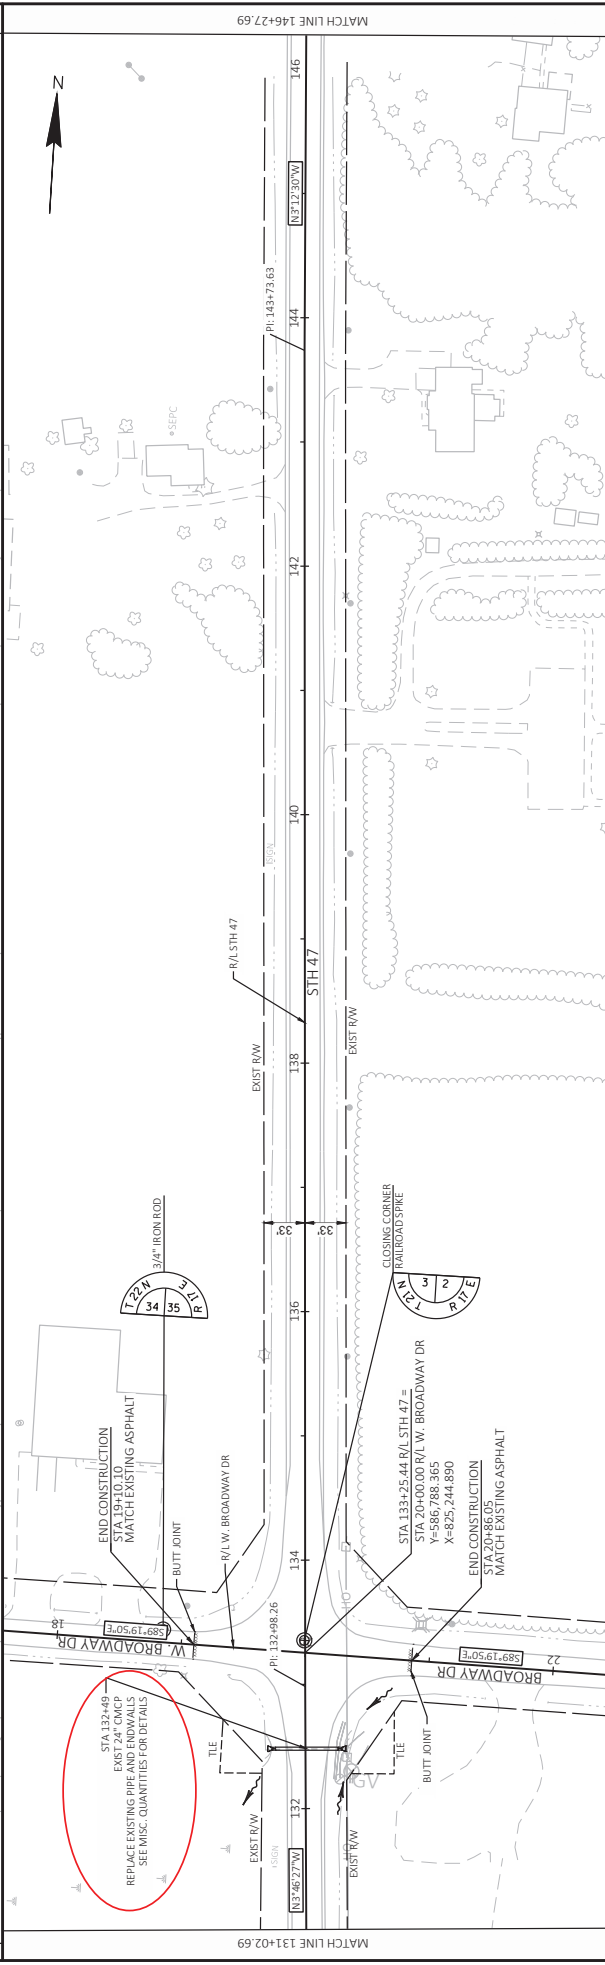 MATCH LINE 146+27.69
N
146
N3°12'30"W
PI: 143+73.63
144
SEPC
142
140
SIGN
R/L STH 47
STH 47
EXIST R/W
EXIST R/W
138
33'
33'
3/4" IRON ROD
T 22 N
34 35
R 17 E
CLOSING CORNER
RAILROAD SPIKE
T 21 N
3 2
R 17 E
136
END CONSTRUCTION
STA 19+10.10
MATCH EXISTING ASPHALT
BUTT JOINT
R/L W. BROADWAY DR
STA 133+25.44 R/L STH 47 =
STA 20+00.00 R/L W. BROADWAY DR
Y=586,788.365
X=825,244.890
END CONSTRUCTION
STA 20+86.05
MATCH EXISTING ASPHALT
134
HO
18
S89°19'50"E
W. BROADWAY DR
PI: 132+98.26
S89°19'50"E
BROADWAY DR
22
STA 132+49
EXIST 24" CMCP
REPLACE EXISTING PIPE AND ENDWALLS
SEE MISC. QUANTITIES FOR DETAILS
TLE
TLE
BUTT JOINT
GV
132
EXIST R/W
EXIST R/W
HO
SIGN
N3°46'27"W
MATCH LINE 131+02.69